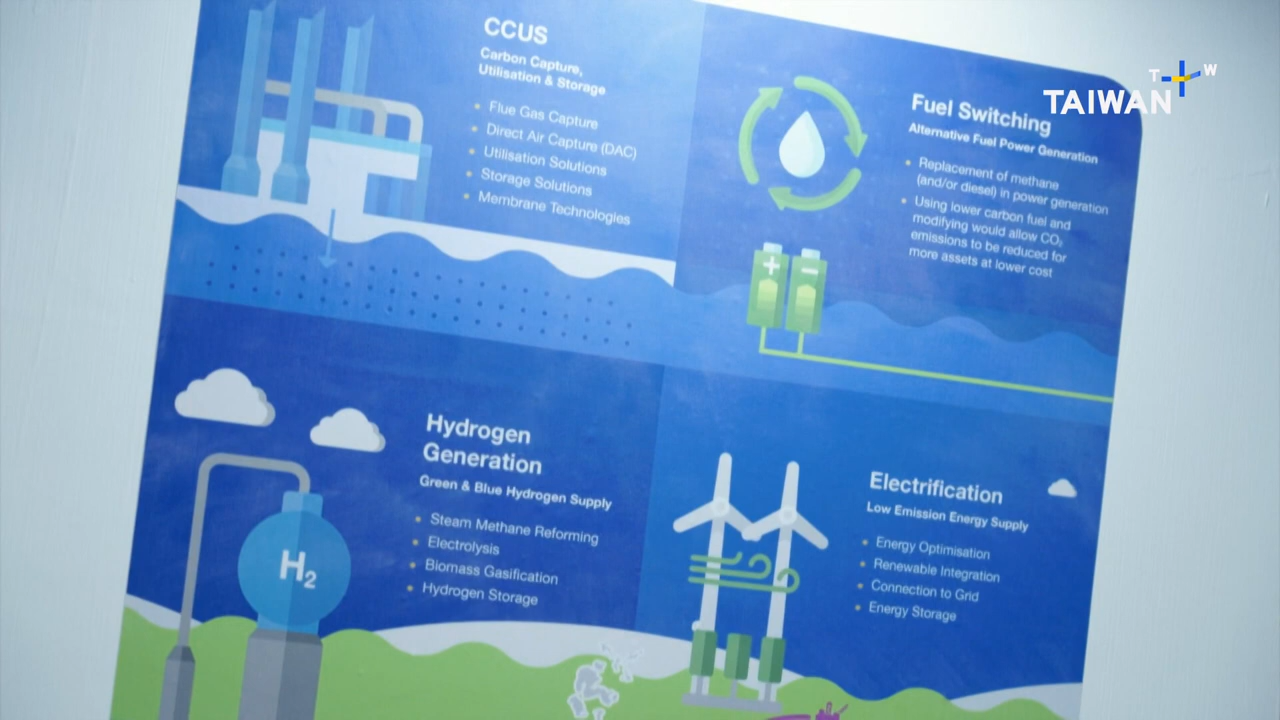 CCUS
Carbon Capture,
Utilisation & Storage
• Flue Gas Capture
• Direct Air Capture (DAC)
• Utilisation Solutions
• Storage Solutions
• Membrane Technologies
T W
TAIWAN
Fuel Switching
Alternative Fuel Power Generation
• Replacement of methane
(and/or diesel) in power generation
• Using lower carbon fuel and
modifying would allow CO₂
emissions to be reduced for
more assets at lower cost
+ −
Hydrogen
Generation
Green & Blue Hydrogen Supply
• Steam Methane Reforming
• Electrolysis
• Biomass Gasification
• Hydrogen Storage
H₂
Electrification
Low Emission Energy Supply
• Energy Optimisation
• Renewable Integration
• Connection to Grid
• Energy Storage